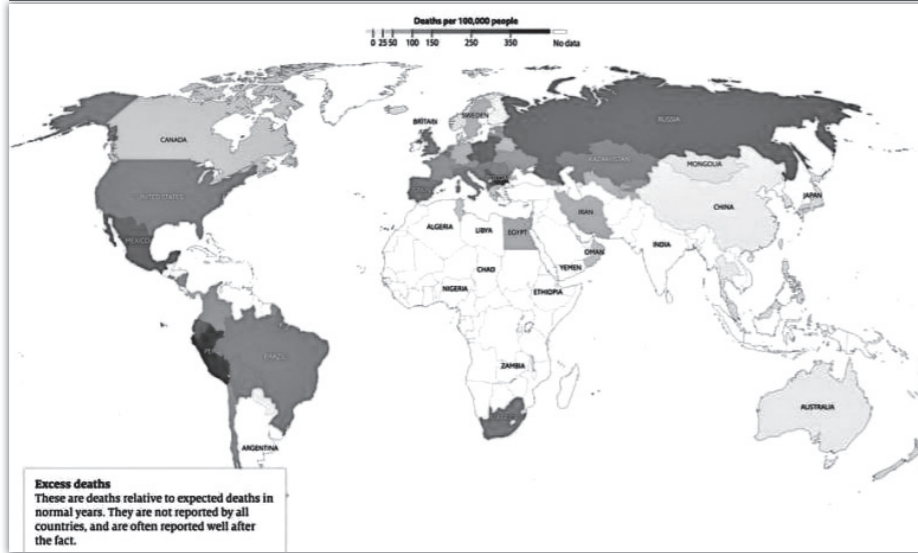 Deaths per 100,000 people
0 25 50 100 150 250 350 No data
BRITAIN
SWEDEN
RUSSIA
CANADA
KAZAKHSTAN
MONGOLIA
UNITED STATES
JAPAN
CHINA
IRAN
MEXICO
ALGERIA
LIBYA
EGYPT
INDIA
OMAN
CHAD
YEMEN
NIGERIA
ETHIOPIA
PERU
BRAZIL
ZAMBIA
AUSTRALIA
ARGENTINA
Excess deaths
These are deaths relative to expected deaths in
normal years. They are not reported by all
countries, and are often reported well after
the fact.